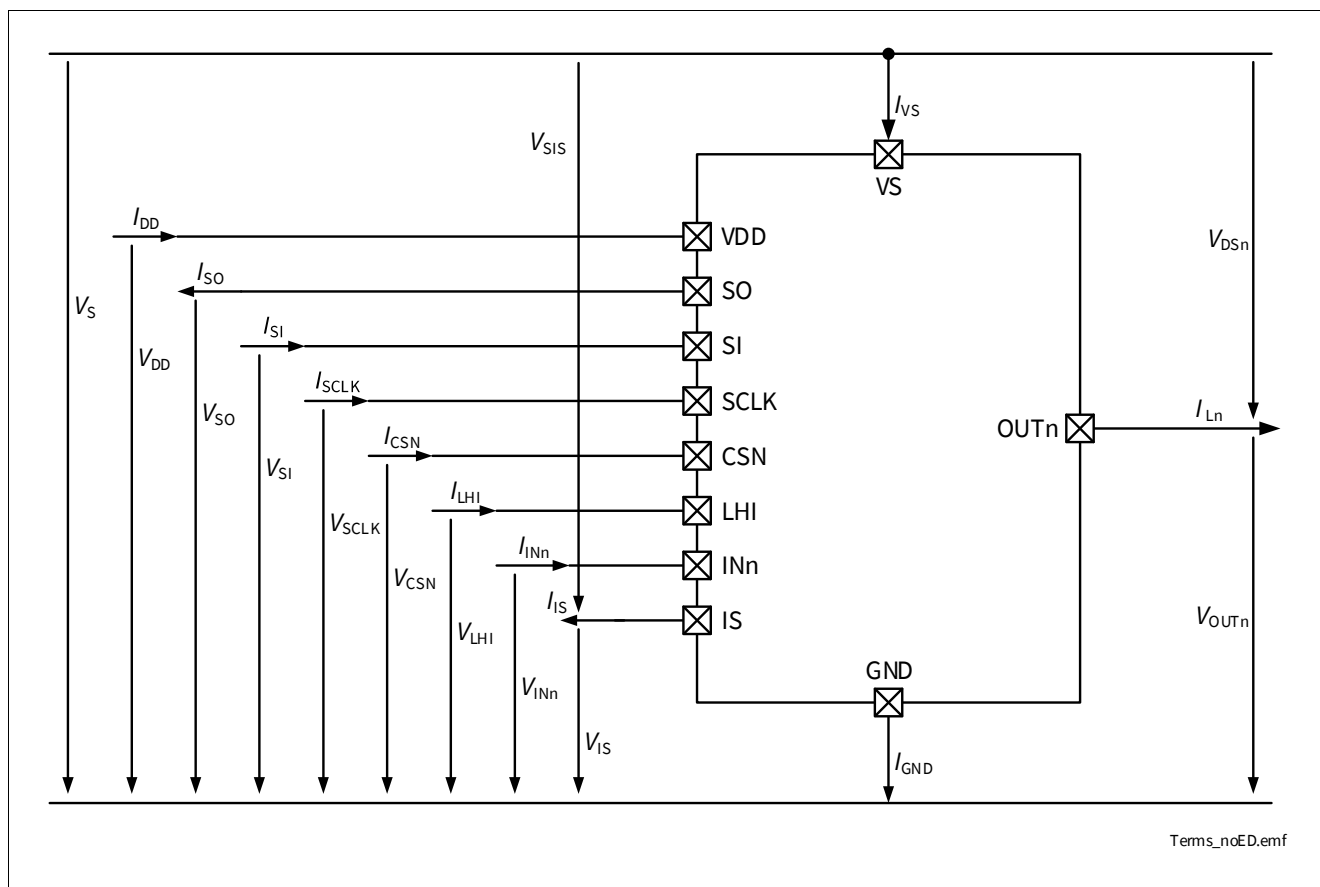 I_VS
V_SIS
VS
I_DD
VDD
V_DSn
I_SO
SO
V_S
I_SI
SI
V_DD
I_SCLK
SCLK
V_SO
I_Ln
OUTn
I_CSN
CSN
V_SI
I_LHI
LHI
V_SCLK
I_INn
INn
V_CSN
I_IS
IS
V_OUTn
V_LHI
GND
V_INn
V_IS
I_GND
Terms_noED.emf